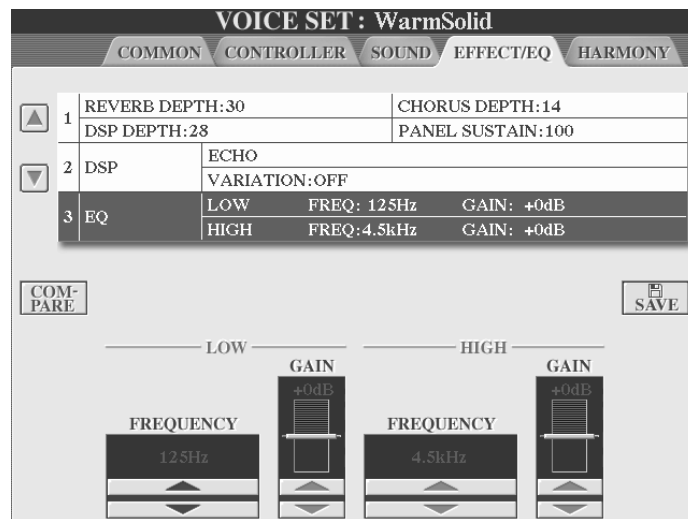 VOICE SET : WarmSolid
COMMON CONTROLLER SOUND EFFECT/EQ HARMONY
1 REVERB DEPTH:30 CHORUS DEPTH:14
DSP DEPTH:28 PANEL SUSTAIN:100
2 DSP ECHO
VARIATION:OFF
3 EQ LOW FREQ: 125Hz GAIN: +0dB
HIGH FREQ:4.5kHz GAIN: +0dB
COM-
PARE
SAVE
LOW HIGH
GAIN GAIN
+0dB +0dB
FREQUENCY FREQUENCY
125Hz 4.5kHz